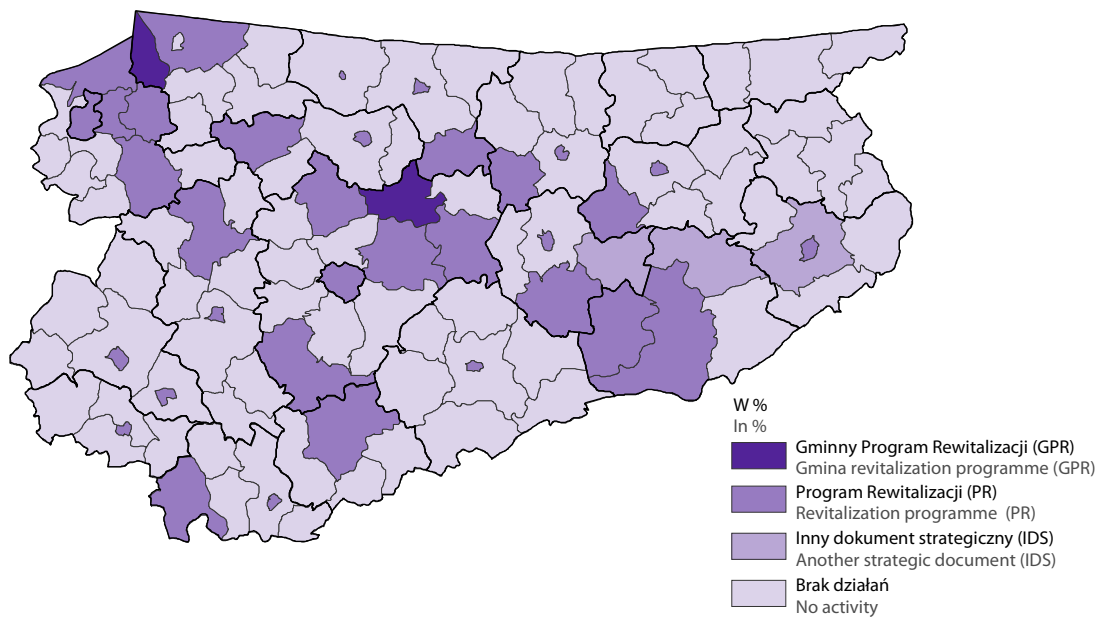 W %
In %
Gminny Program Rewitalizacji (GPR)
Gmina revitalization programme (GPR)
Program Rewitalizacji (PR)
Revitalization programme (PR)
Inny dokument strategiczny (IDS)
Another strategic document (IDS)
Brak działań
No activity